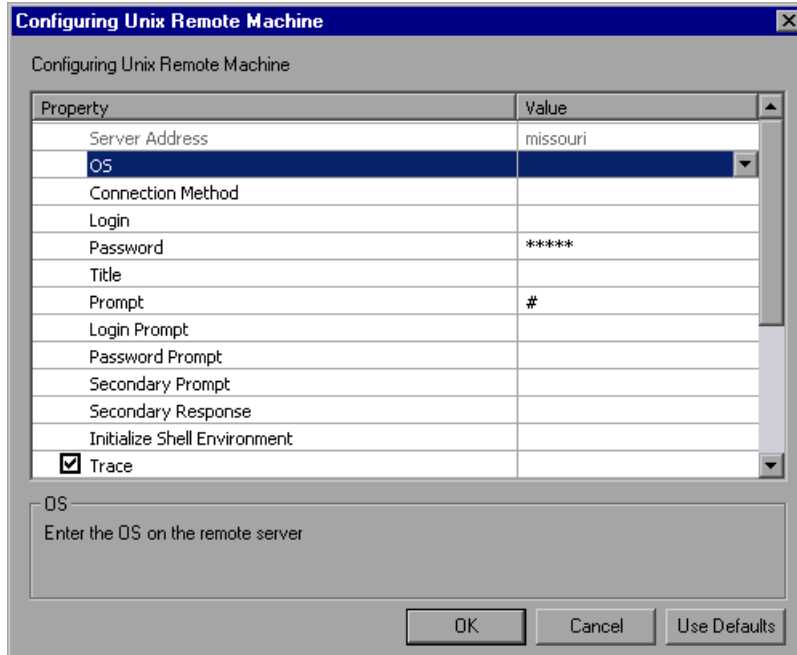 Configuring Unix Remote Machine
Configuring Unix Remote Machine
Property Value
Server Address missouri
OS
Connection Method
Login
Password *****
Title
Prompt #
Login Prompt
Password Prompt
Secondary Prompt
Secondary Response
Initialize Shell Environment
Trace
OS
Enter the OS on the remote server
OK Cancel Use Defaults